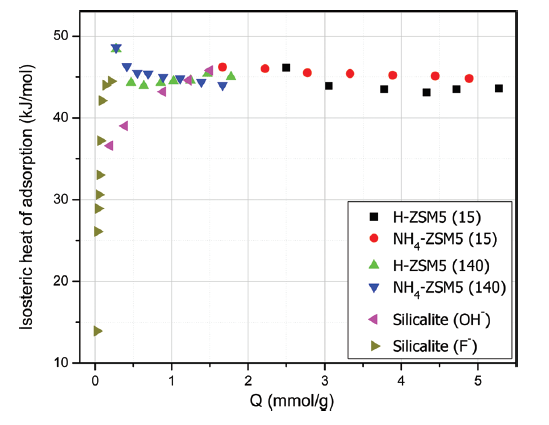 Isosteric heat of adsorption (kJ/mol)
50
40
30
20
10
0
1
2
3
4
5
Q (mmol/g)
H-ZSM5 (15)
NH₄-ZSM5 (15)
H-ZSM5 (140)
NH₄-ZSM5 (140)
Silicalite (OH⁻)
Silicalite (F⁻)